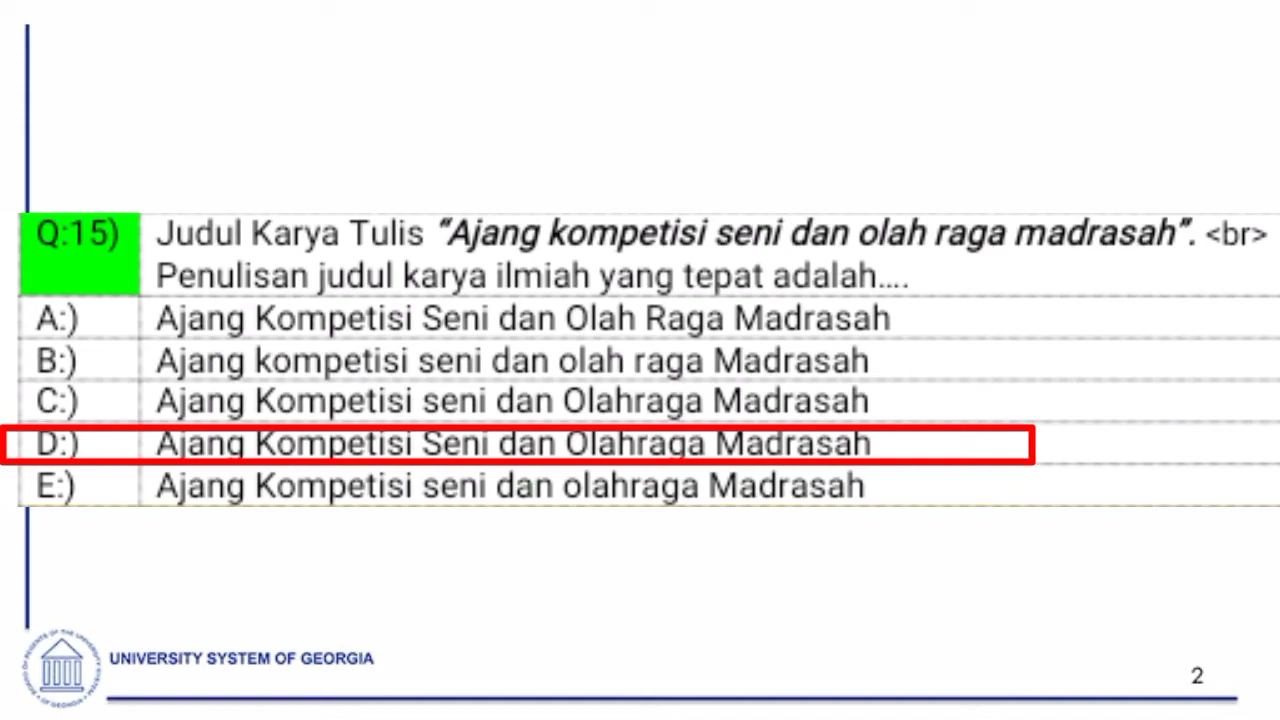 Q:15) Judul Karya Tulis “Ajang kompetisi seni dan olah raga madrasah”. <br>
Penulisan judul karya ilmiah yang tepat adalah....
A:) Ajang Kompetisi Seni dan Olah Raga Madrasah
B:) Ajang kompetisi seni dan olah raga Madrasah
C:) Ajang Kompetisi seni dan Olahraga Madrasah
D:) Ajang Kompetisi Seni dan Olahraga Madrasah
E:) Ajang Kompetisi seni dan olahraga Madrasah
UNIVERSITY SYSTEM OF GEORGIA
2